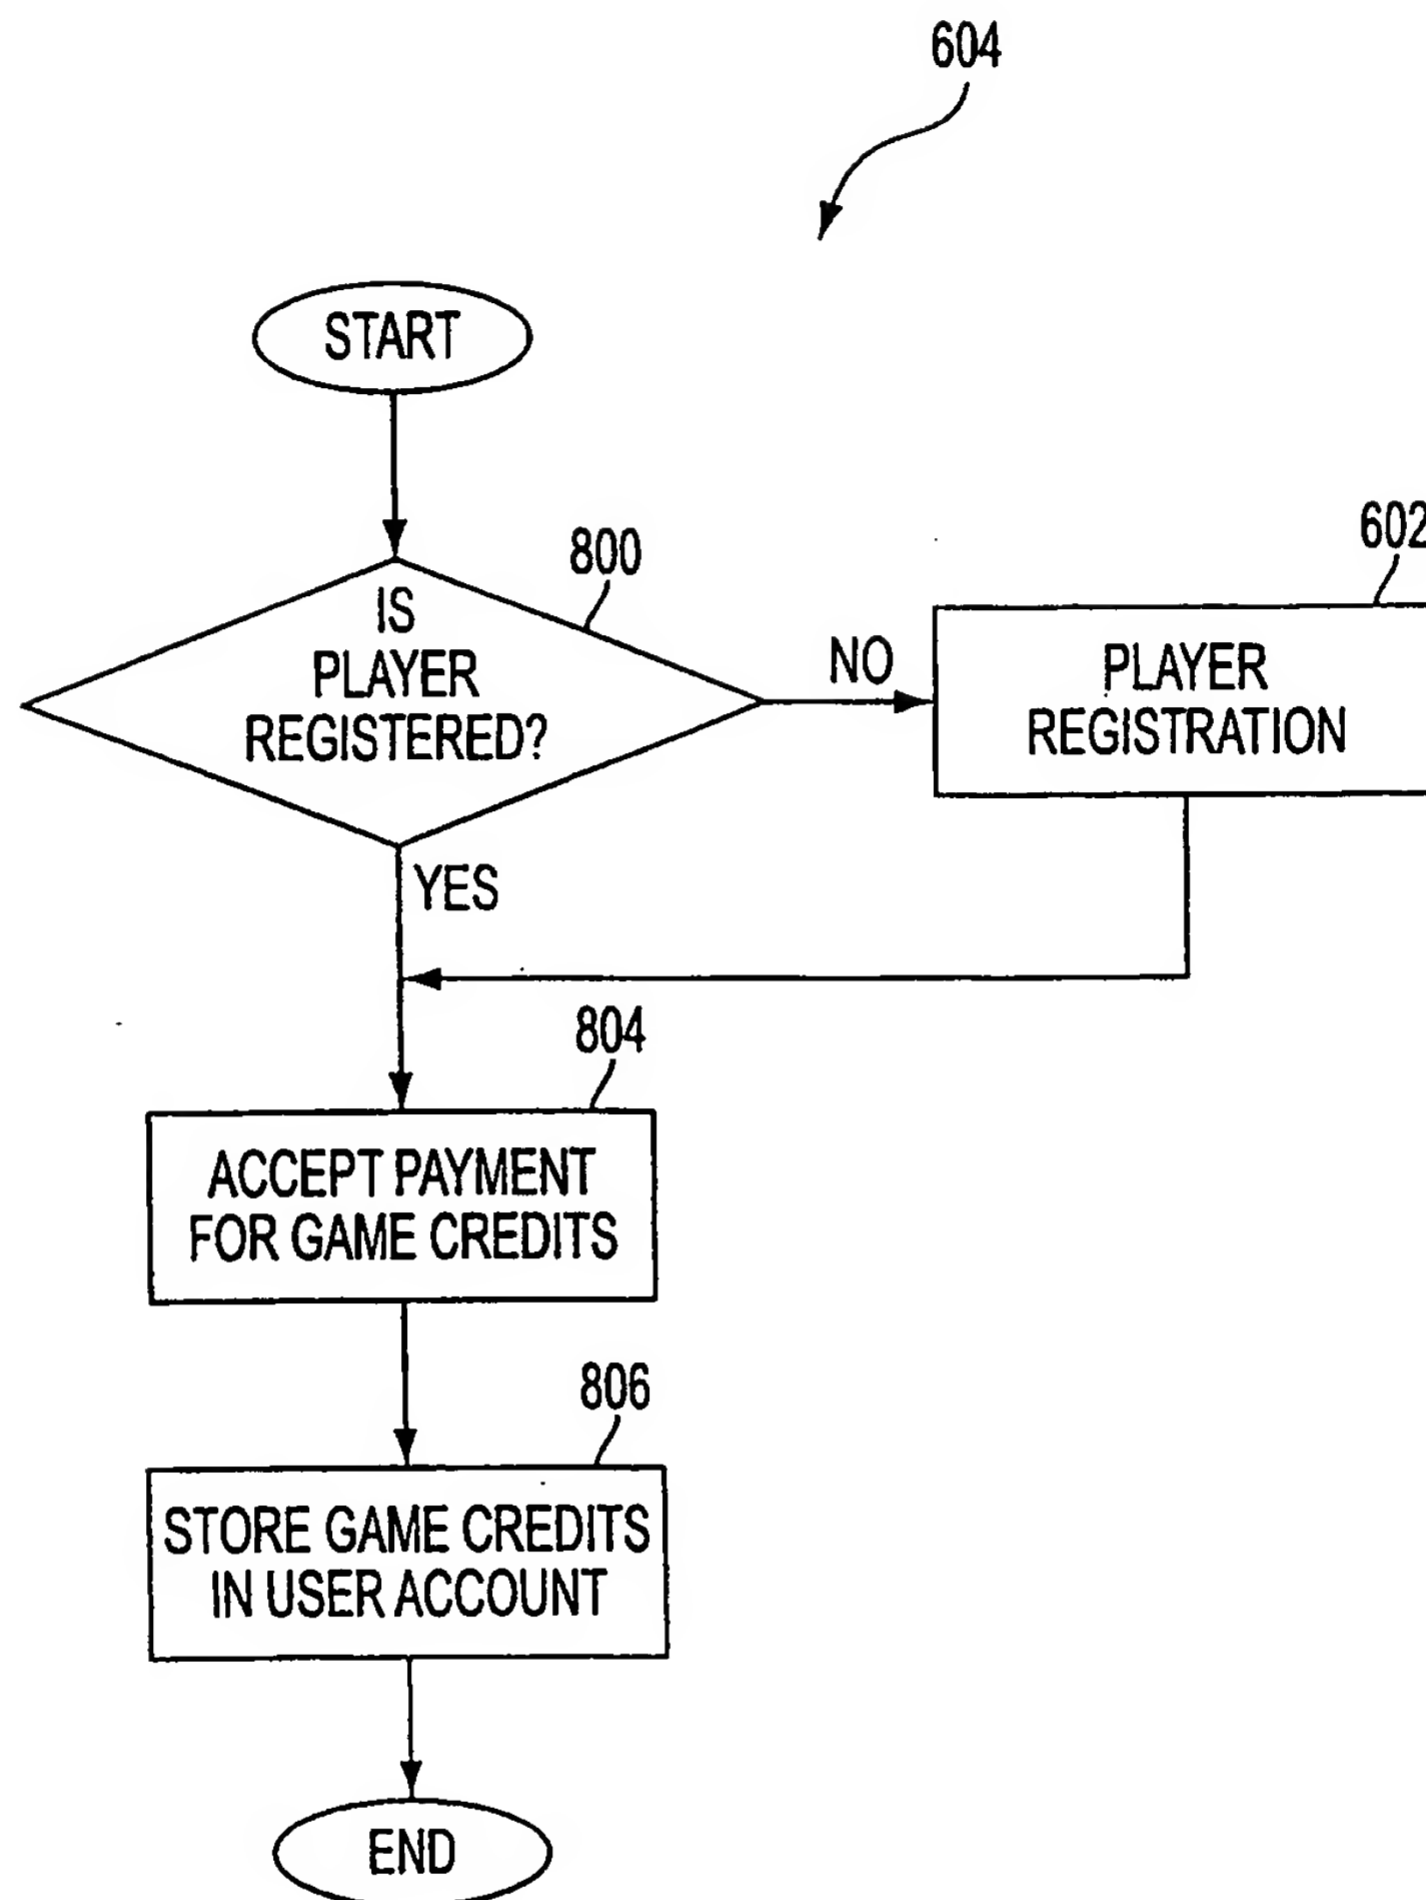 604
START
800
IS
PLAYER
REGISTERED?
NO
602
PLAYER
REGISTRATION
YES
804
ACCEPT PAYMENT
FOR GAME CREDITS
806
STORE GAME CREDITS
IN USER ACCOUNT
END